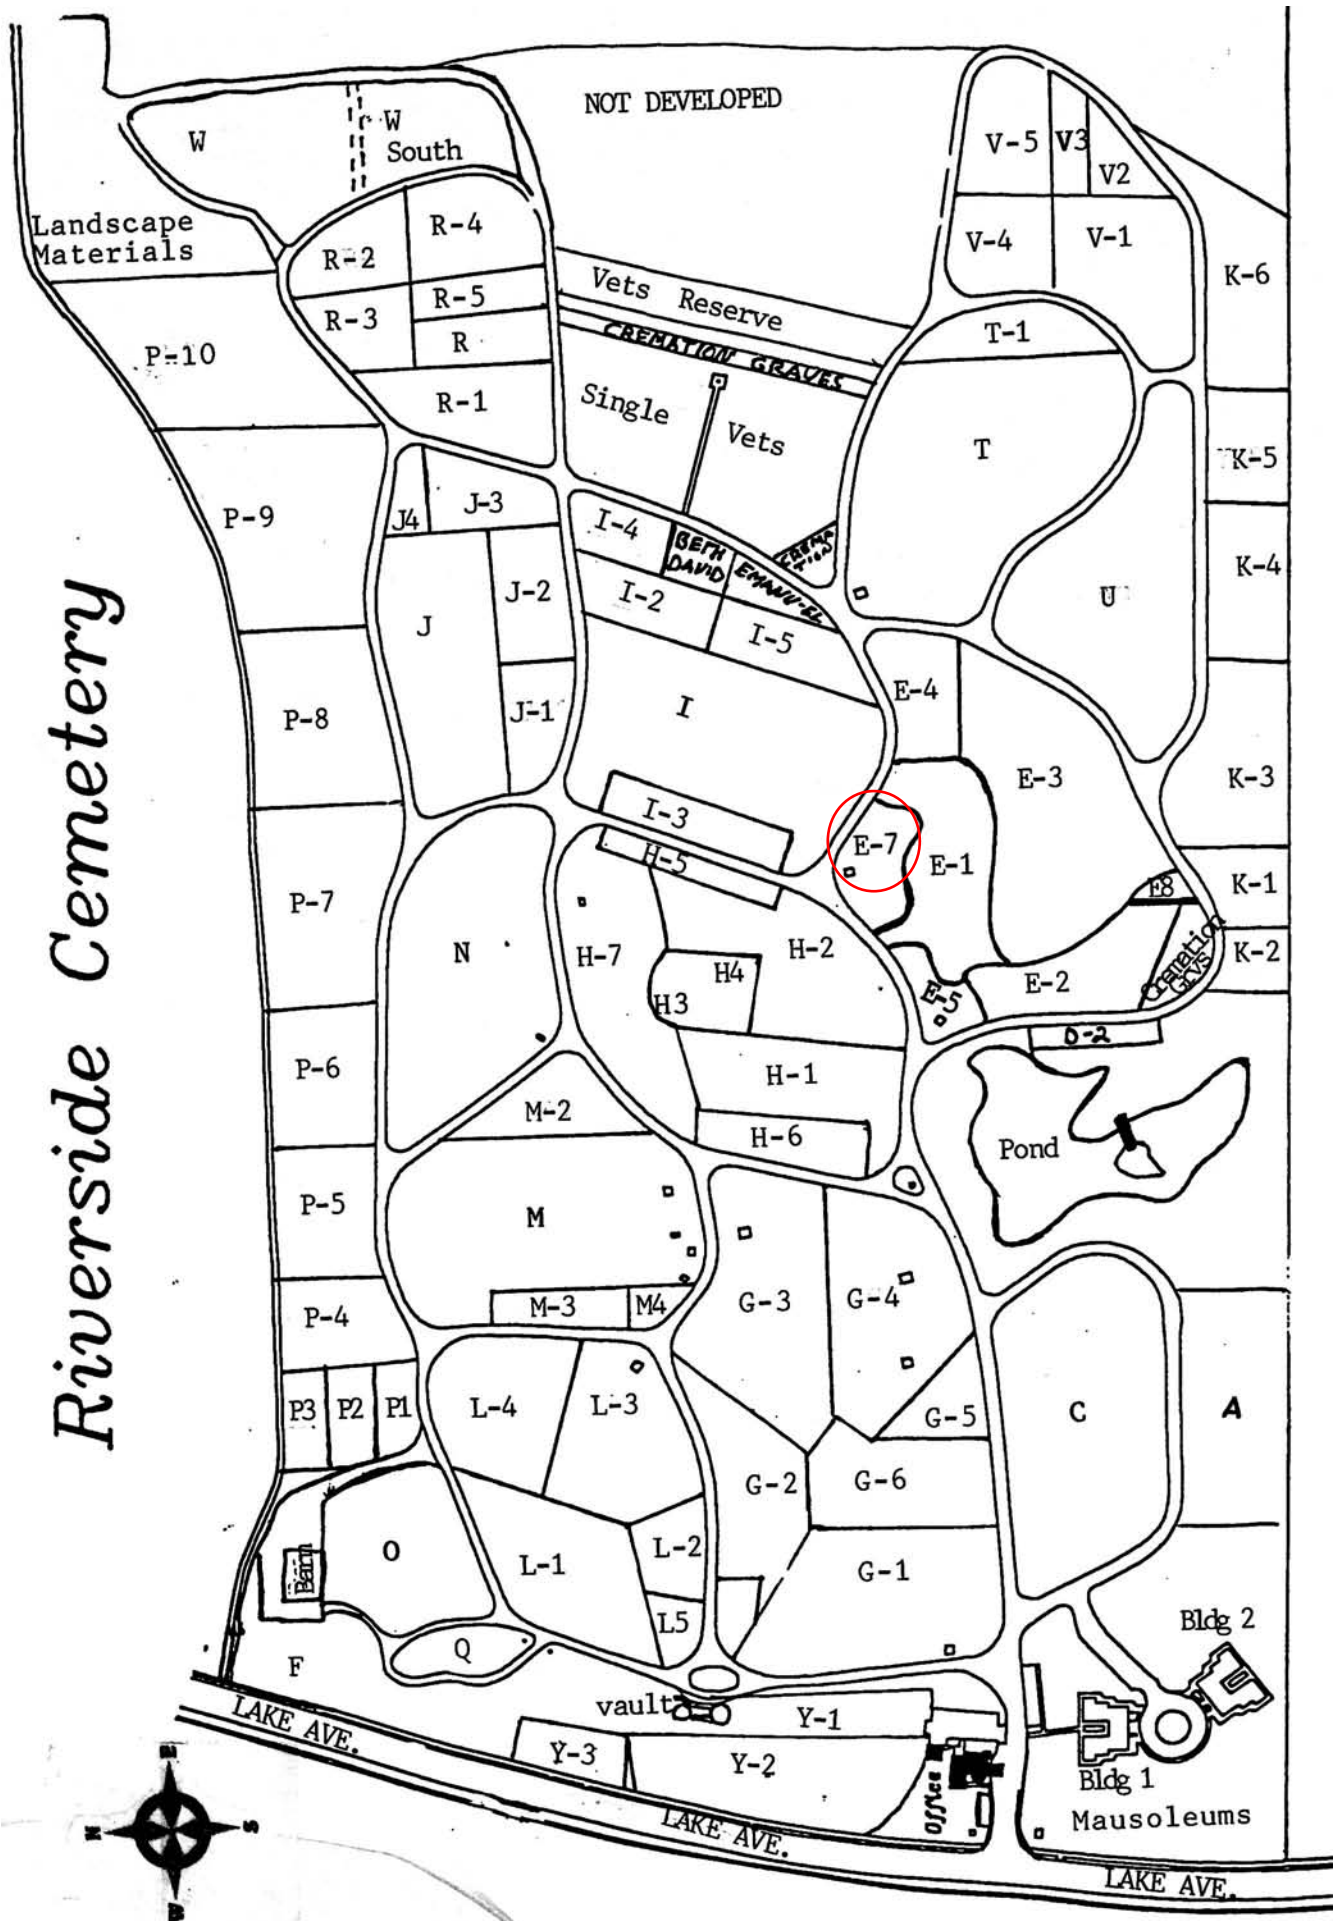 NOT DEVELOPED
W
W
South
V-5
V3
V2
Landscape
Materials
R-4
R-2
V-4
V-1
K-6
Vets Reserve
R-5
R-3
R
CREMATION GRAVES
T-1
P-10
R-1
Single
Vets
T
K-5
P-9
J4
J-3
I-4
BETH
DAVID
EMANU-EL
CREMA
TION
K-4
J
J-2
I-2
I-5
U
P-8
J-1
I
E-4
E-3
K-3
I-3
H-5
E-7
E-1
E8
K-1
P-7
N
H-7
H-2
H4
H3
E-5
E-2
Cremation
Grvs
K-2
D-2
P-6
H-1
M-2
H-6
Pond
P-5
M
G-3
G-4
P-4
M-3
M4
P3
P2
P1
L-4
L-3
G-5
C
A
G-2
G-6
Barn
O
L-1
L-2
G-1
L5
Bldg 2
F
Q
vault
Y-1
LAKE AVE.
Y-3
Y-2
Office
Bldg 1
Mausoleums
LAKE AVE.
LAKE AVE.
Riverside Cemetery
E
N
S
W